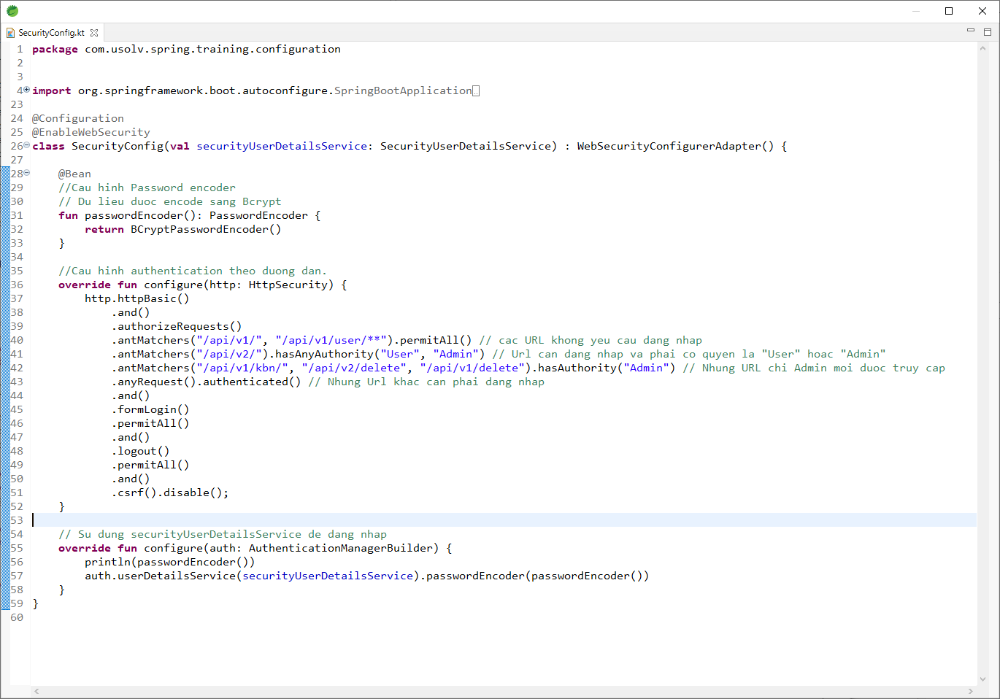 SecurityConfig.kt
1 package com.usolv.spring.training.configuration
2
3
4 import org.springframework.boot.autoconfigure.SpringBootApplication
23
24 @Configuration
25 @EnableWebSecurity
26 class SecurityConfig(val securityUserDetailsService: SecurityUserDetailsService) : WebSecurityConfigurerAdapter() {
27
28     @Bean
29     //Cau hinh Password encoder
30     // Du lieu duoc encode sang Bcrypt
31     fun passwordEncoder(): PasswordEncoder {
32         return BCryptPasswordEncoder()
33     }
34
35     //Cau hinh authentication theo duong dan.
36     override fun configure(http: HttpSecurity) {
37         http.httpBasic()
38             .and()
39             .authorizeRequests()
40             .antMatchers("/api/v1/", "/api/v1/user/**").permitAll() // cac URL khong yeu cau dang nhap
41             .antMatchers("/api/v2/").hasAnyAuthority("User", "Admin") // Url can dang nhap va phai co quyen la "User" hoac "Admin"
42             .antMatchers("/api/v1/kbn/", "/api/v2/delete", "/api/v1/delete").hasAuthority("Admin") // Nhung URL chi Admin moi duoc truy cap
43             .anyRequest().authenticated() // Nhung Url khac can phai dang nhap
44             .and()
45             .formLogin()
46             .permitAll()
47             .and()
48             .logout()
49             .permitAll()
50             .and()
51             .csrf().disable();
52     }
53
54     // Su dung securityUserDetailsService de dang nhap
55     override fun configure(auth: AuthenticationManagerBuilder) {
56         println(passwordEncoder())
57         auth.userDetailsService(securityUserDetailsService).passwordEncoder(passwordEncoder())
58     }
59 }
60